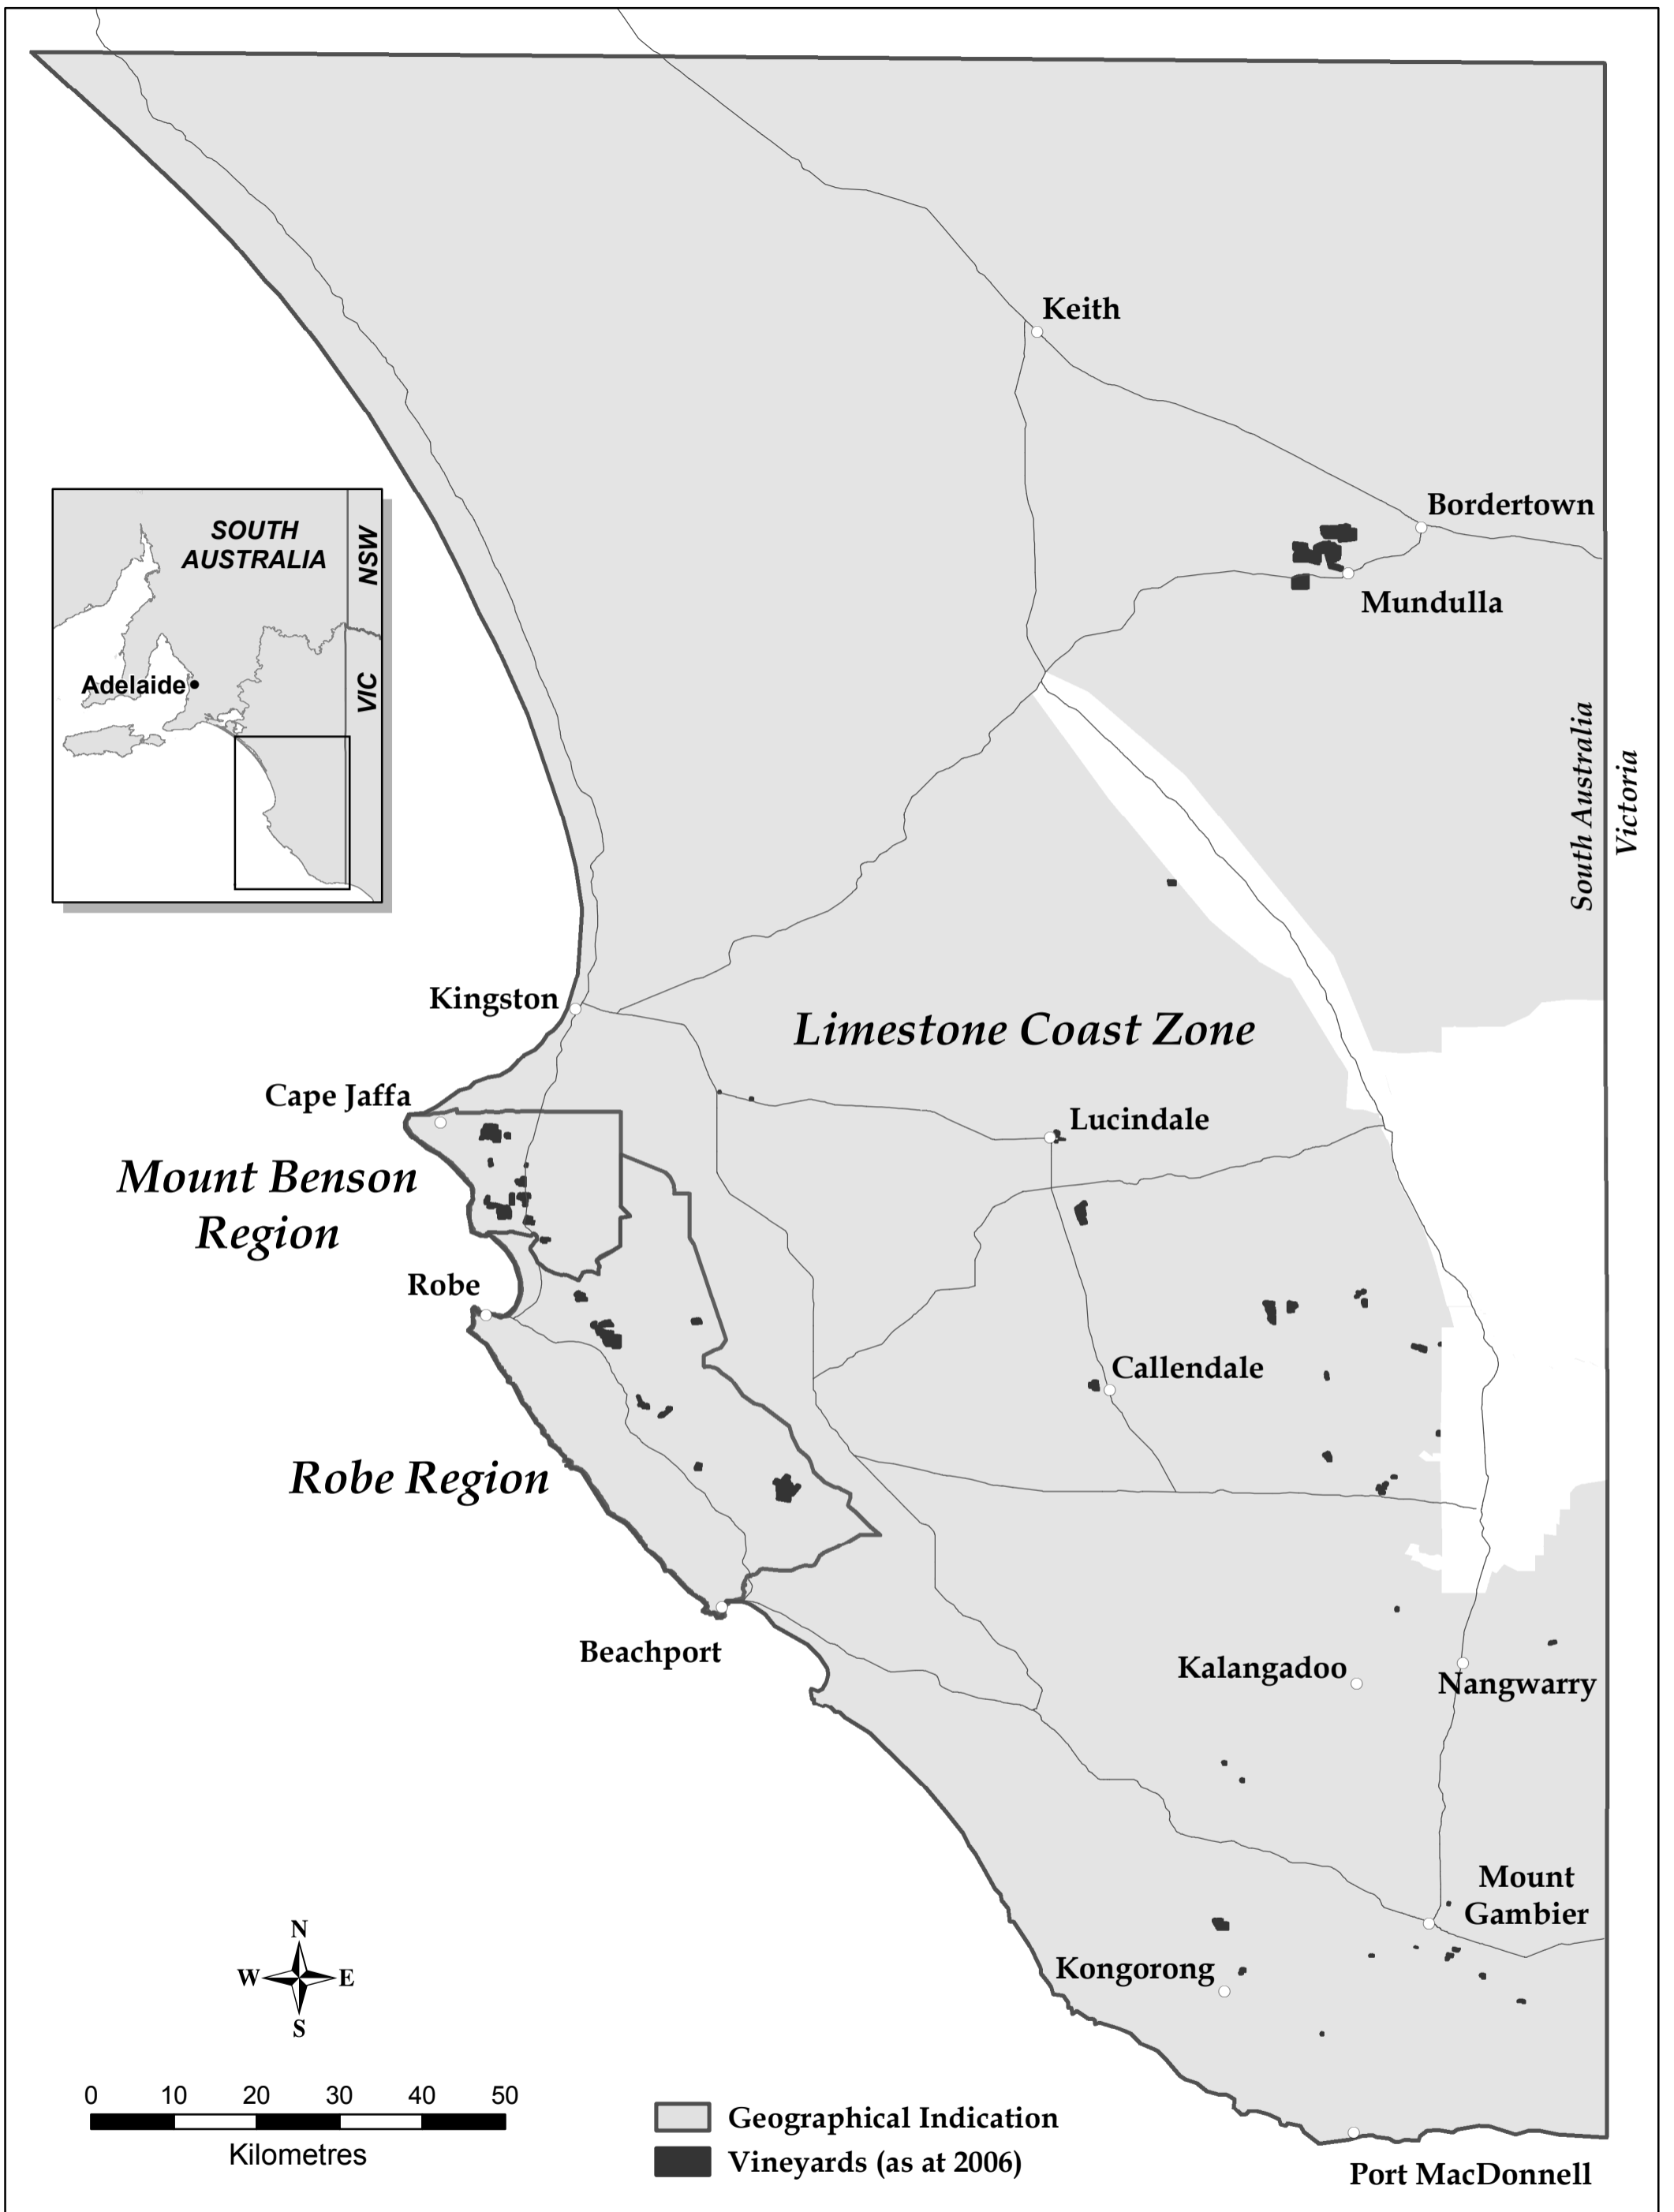 Keith
Bordertown
Mundulla
SOUTH
AUSTRALIA
NSW
VIC
Adelaide
South Australia
Victoria
Kingston
Limestone Coast Zone
Cape Jaffa
Lucindale
Mount Benson
Region
Robe
Callendale
Robe Region
Beachport
Kalangadoo
Nangwarry
Mount
Gambier
Kongorong
N
W E
S
0 10 20 30 40 50
Kilometres
Geographical Indication
Vineyards (as at 2006)
Port MacDonnell